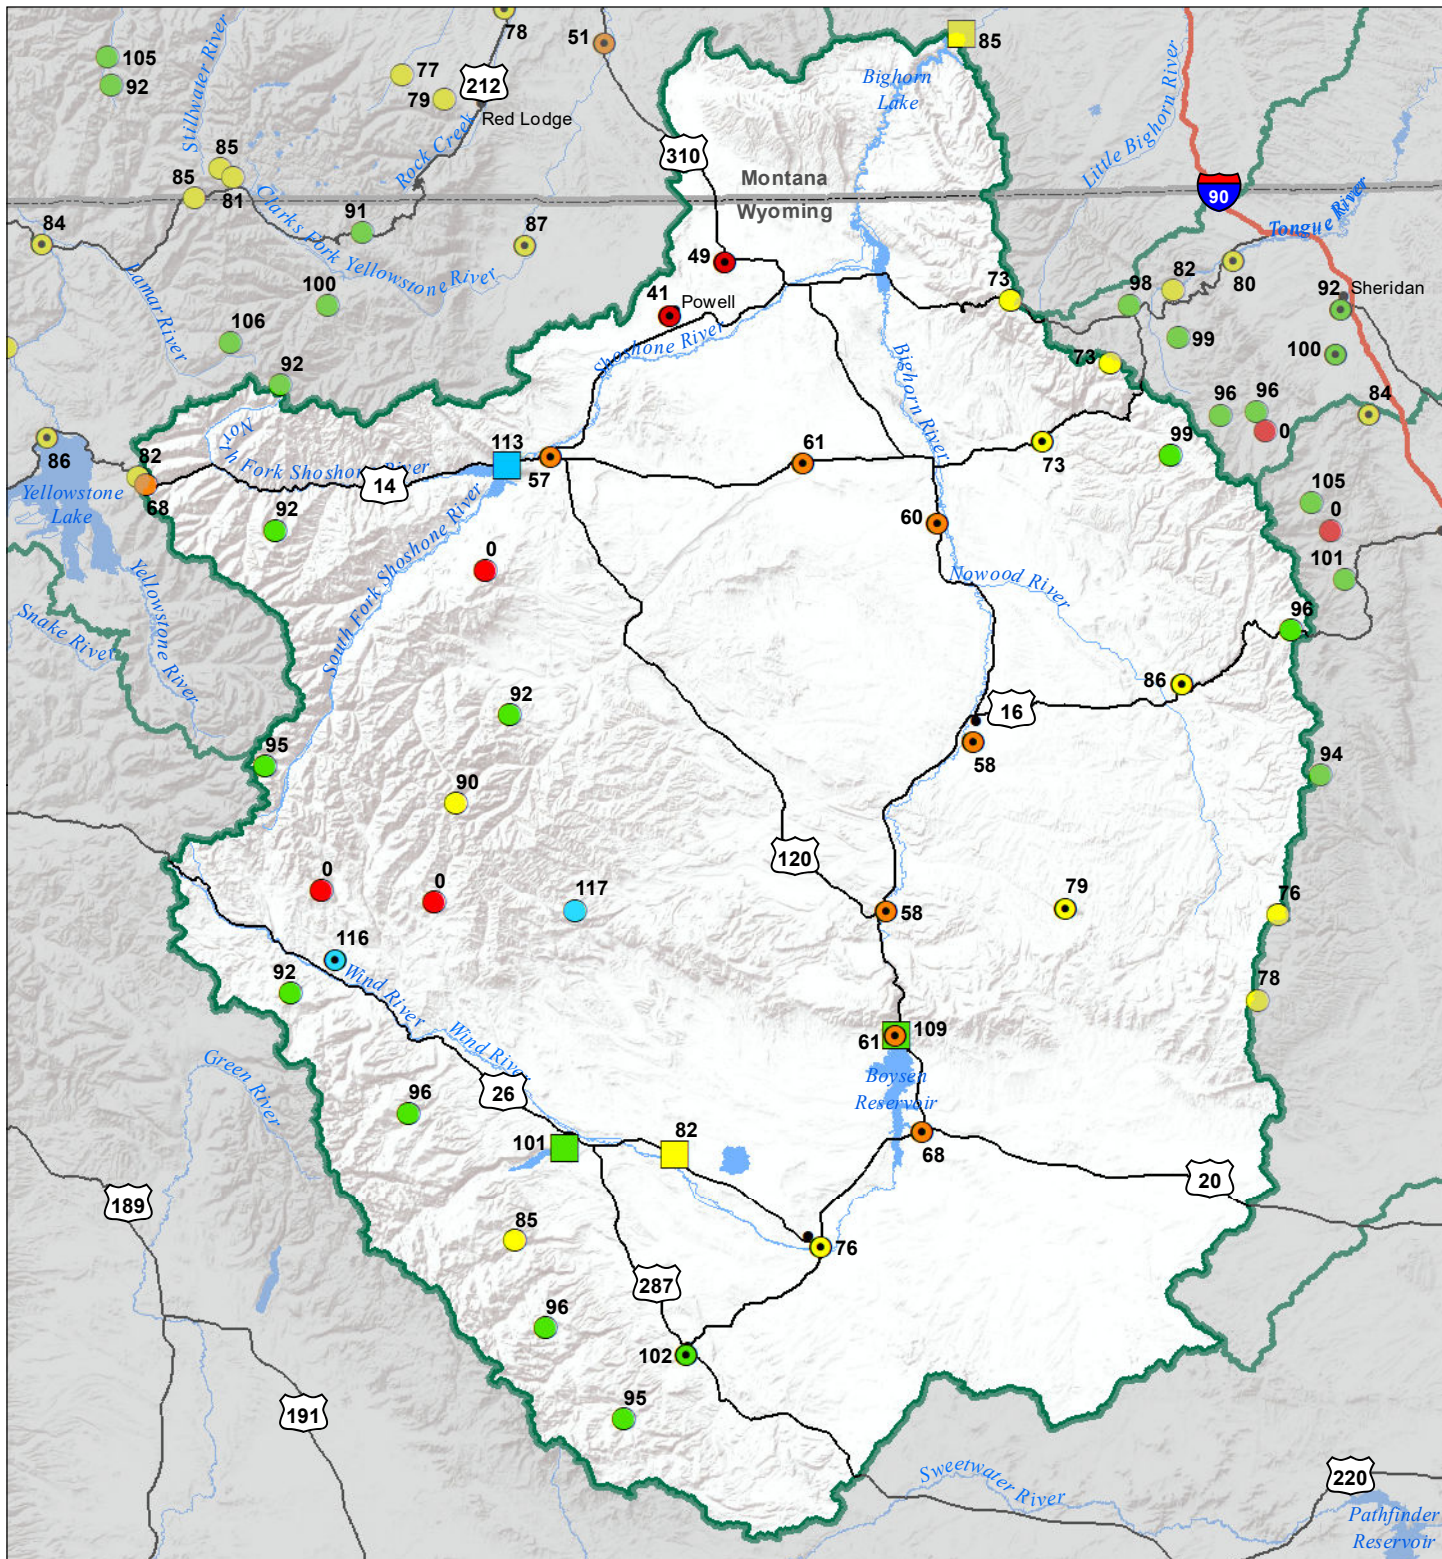 78
51
85
105
92
77
79
212
Red Lodge
Stillwater River
Rock Creek
Bighorn
Lake
Little Bighorn River
310
Montana
Wyoming
90
Tongue River
85
85
81
Clarks Fork Yellowstone River
91
87
84
Lamar River
100
106
92
49
41
Powell
Shoshone River
73
98
82
80
92
Sheridan
99
100
73
Bighorn River
96
96
0
84
99
86
Yellowstone
Lake
82
68
North Fork Shoshone River
14
113
57
61
73
60
92
0
South Fork Shoshone River
Yellowstone River
Snake River
Nowood River
105
0
101
96
86
16
58
92
95
90
94
120
0
0
117
58
79
76
116
92
Wind River
Wind River
78
61
109
Boysen
Reservoir
Green River
96
26
101
82
68
20
189
85
76
287
96
102
95
191
Sweetwater River
220
Pathfinder
Reservoir